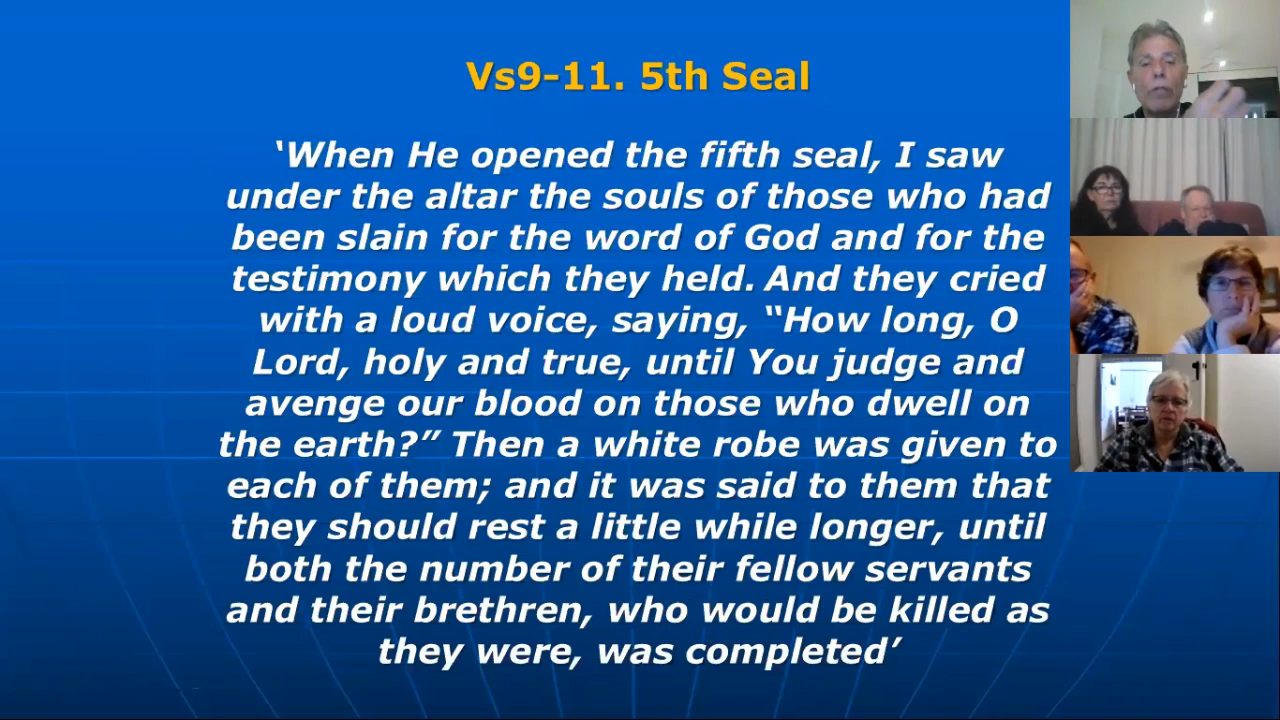 Vs9-11. 5th Seal
‘When He opened the fifth seal, I saw
under the altar the souls of those who had
been slain for the word of God and for the
testimony which they held. And they cried
with a loud voice, saying, “How long, O
Lord, holy and true, until You judge and
avenge our blood on those who dwell on
the earth?” Then a white robe was given to
each of them; and it was said to them that
they should rest a little while longer, until
both the number of their fellow servants
and their brethren, who would be killed as
they were, was completed’